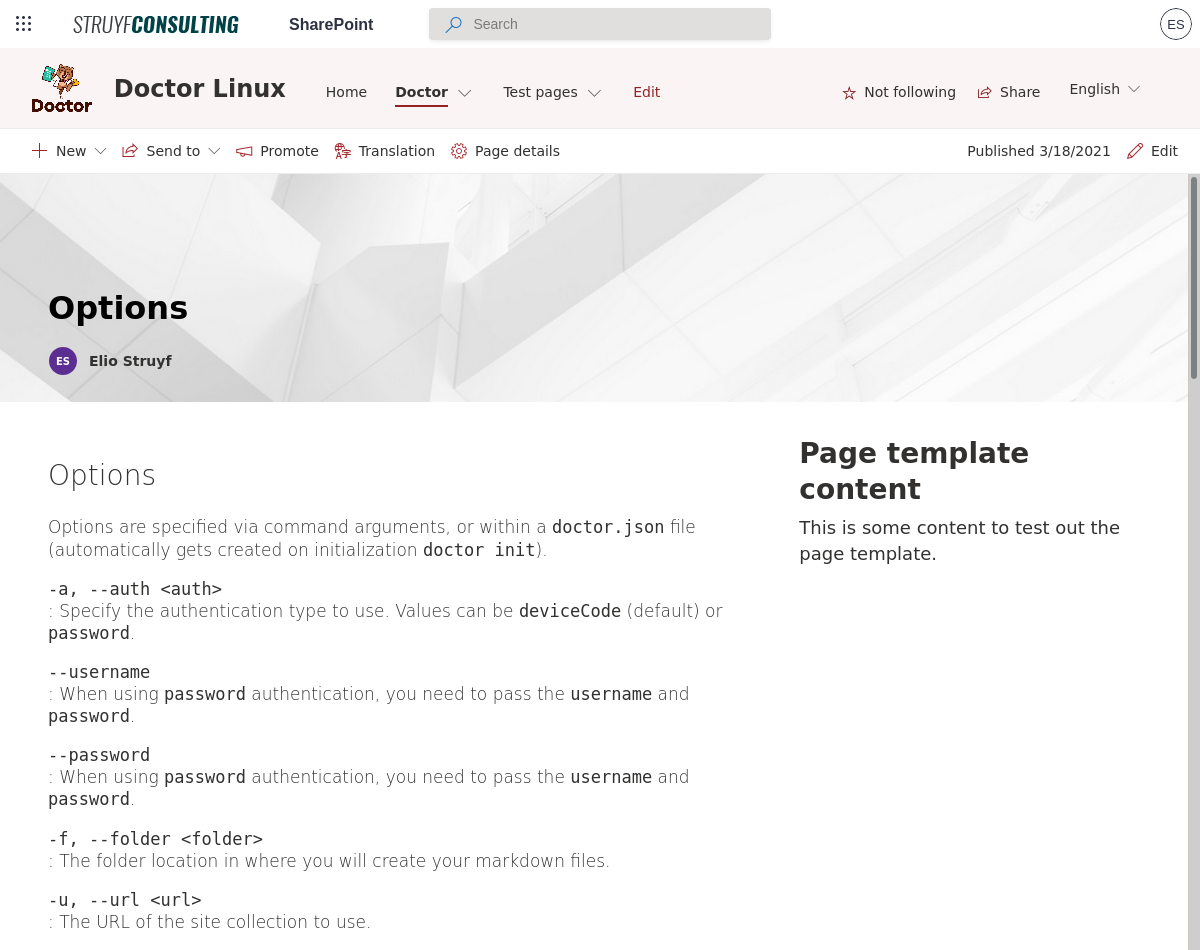 STRUYFCONSULTING SharePoint Search ES
Doctor Doctor Linux Home Doctor Test pages Edit Not following Share English
New Send to Promote Translation Page details Published 3/18/2021 Edit
Options
ES Elio Struyf
Options
Options are specified via command arguments, or within a doctor.json file
(automatically gets created on initialization doctor init).
-a, --auth <auth>
: Specify the authentication type to use. Values can be deviceCode (default) or
password.
--username
: When using password authentication, you need to pass the username and
password.
--password
: When using password authentication, you need to pass the username and
password.
-f, --folder <folder>
: The folder location in where you will create your markdown files.
-u, --url <url>
: The URL of the site collection to use.
Page template
content
This is some content to test out the
page template.